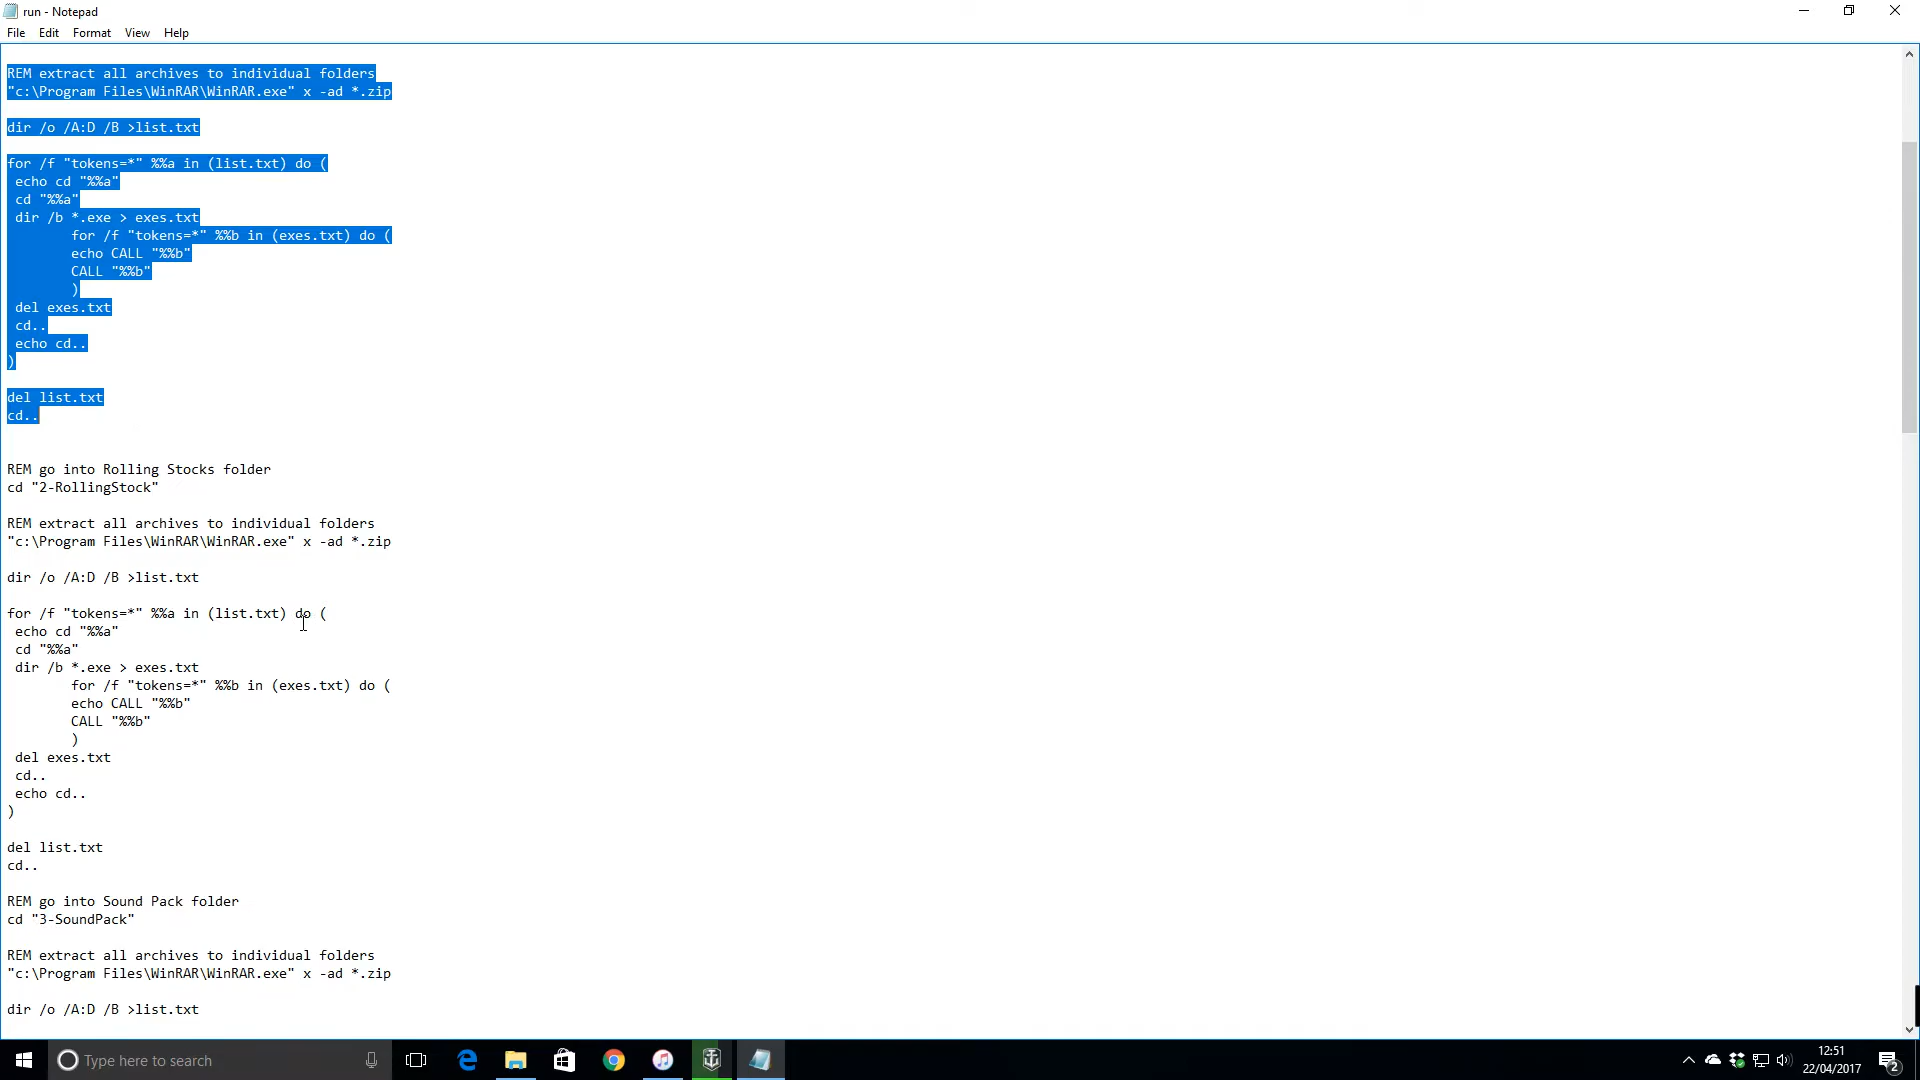 run - Notepad
File Edit Format View Help
REM extract all archives to individual folders
"c:\Program Files\WinRAR\WinRAR.exe" x -ad *.zip
dir /o /A:D /B >list.txt
for /f "tokens=*" %%a in (list.txt) do (
echo cd "%%a"
cd "%%a"
dir /b *.exe > exes.txt
for /f "tokens=*" %%b in (exes.txt) do (
echo CALL "%%b"
CALL "%%b"
)
del exes.txt
cd..
echo cd..
)
del list.txt
cd..
REM go into Rolling Stocks folder
cd "2-RollingStock"
REM extract all archives to individual folders
"c:\Program Files\WinRAR\WinRAR.exe" x -ad *.zip
dir /o /A:D /B >list.txt
for /f "tokens=*" %%a in (list.txt) do (
echo cd "%%a"
cd "%%a"
dir /b *.exe > exes.txt
for /f "tokens=*" %%b in (exes.txt) do (
echo CALL "%%b"
CALL "%%b"
)
del exes.txt
cd..
echo cd..
)
del list.txt
cd..
REM go into Sound Pack folder
cd "3-SoundPack"
REM extract all archives to individual folders
"c:\Program Files\WinRAR\WinRAR.exe" x -ad *.zip
dir /o /A:D /B >list.txt
Type here to search
12:51
22/04/2017
2